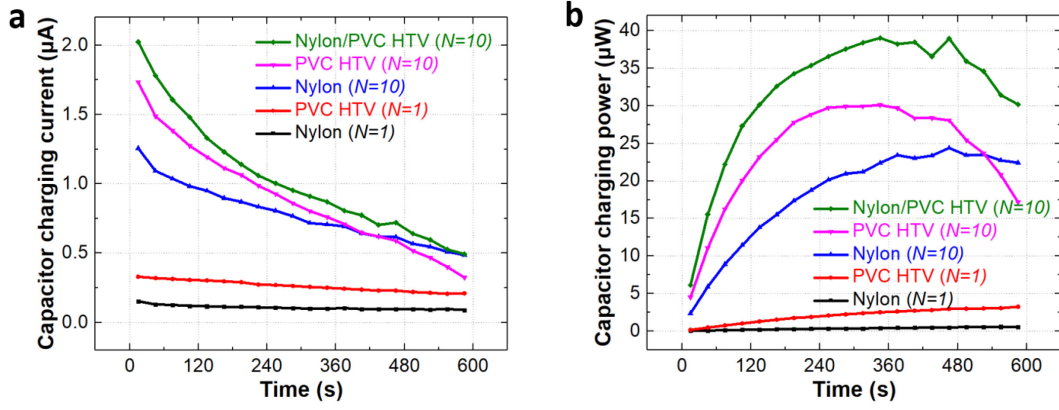 a
Capacitor charging current (μA)
2.0
1.5
1.0
0.5
0.0
Nylon/PVC HTV (N=10)
PVC HTV (N=10)
Nylon (N=10)
PVC HTV (N=1)
Nylon (N=1)
0 120 240 360 480 600
Time (s)
b
Capacitor charging power (μW)
40
35
30
25
20
15
10
5
0
Nylon/PVC HTV (N=10)
PVC HTV (N=10)
Nylon (N=10)
PVC HTV (N=1)
Nylon (N=1)
0 120 240 360 480 600
Time (s)